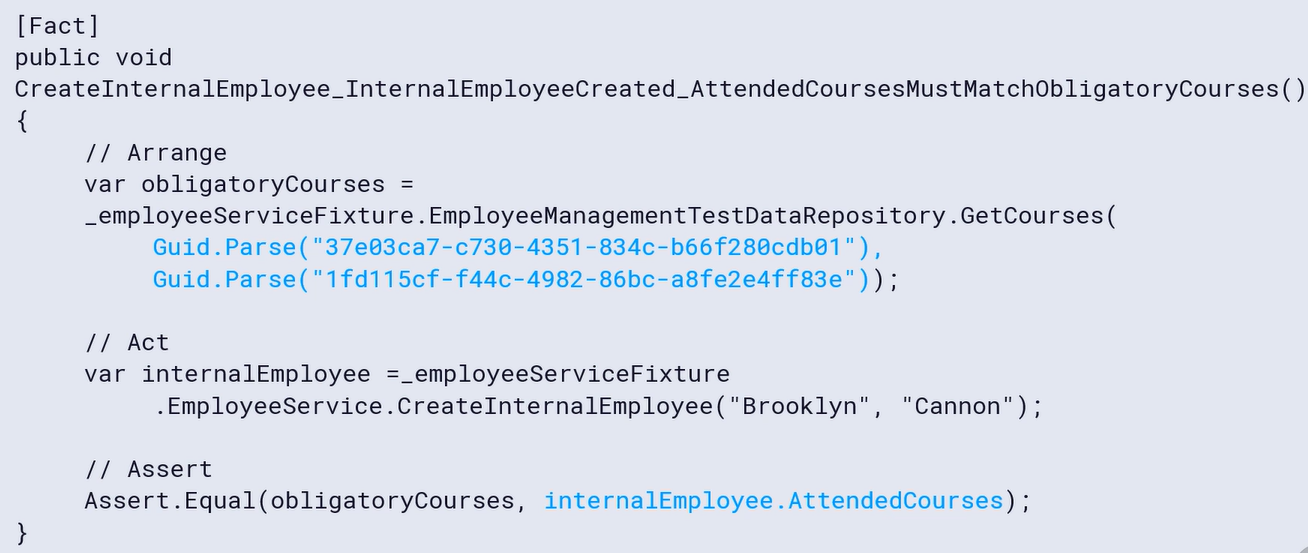 [Fact]
public void
CreateInternalEmployee_InternalEmployeeCreated_AttendedCoursesMustMatchObligatoryCourses()
{
// Arrange
var obligatoryCourses =
_employeeServiceFixture.EmployeeManagementTestDataRepository.GetCourses(
Guid.Parse("37e03ca7-c730-4351-834c-b66f280cdb01"),
Guid.Parse("1fd115cf-f44c-4982-86bc-a8fe2e4ff83e"));
// Act
var internalEmployee =_employeeServiceFixture
.EmployeeService.CreateInternalEmployee("Brooklyn", "Cannon");
// Assert
Assert.Equal(obligatoryCourses, internalEmployee.AttendedCourses);
}